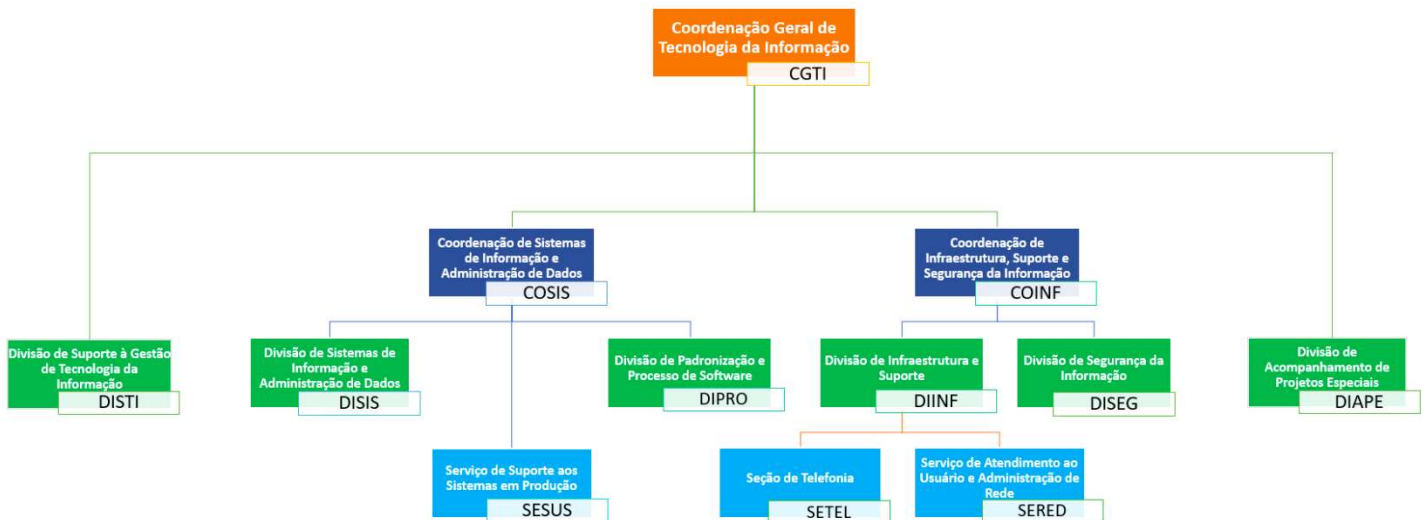 Coordenação Geral de
Tecnologia da Informação
CGTI
Coordenação de Sistemas
de Informação e
Administração de Dados
COSIS
Coordenação de
Infraestrutura, Suporte e
Segurança da Informação
COINF
Divisão de Suporte à Gestão
de Tecnologia da
Informação
DISTI
Divisão de Sistemas de
Informação e
Administração de Dados
DISIS
Divisão de Padronização e
Processo de Software
DIPRO
Divisão de Infraestrutura e
Suporte
DIINF
Divisão de Segurança da
Informação
DISEG
Divisão de
Acompanhamento de
Projetos Especiais
DIAPE
Serviço de Suporte aos
Sistemas em Produção
SESUS
Seção de Telefonia
SETEL
Serviço de Atendimento ao
Usuário e Administração de
Rede
SERED